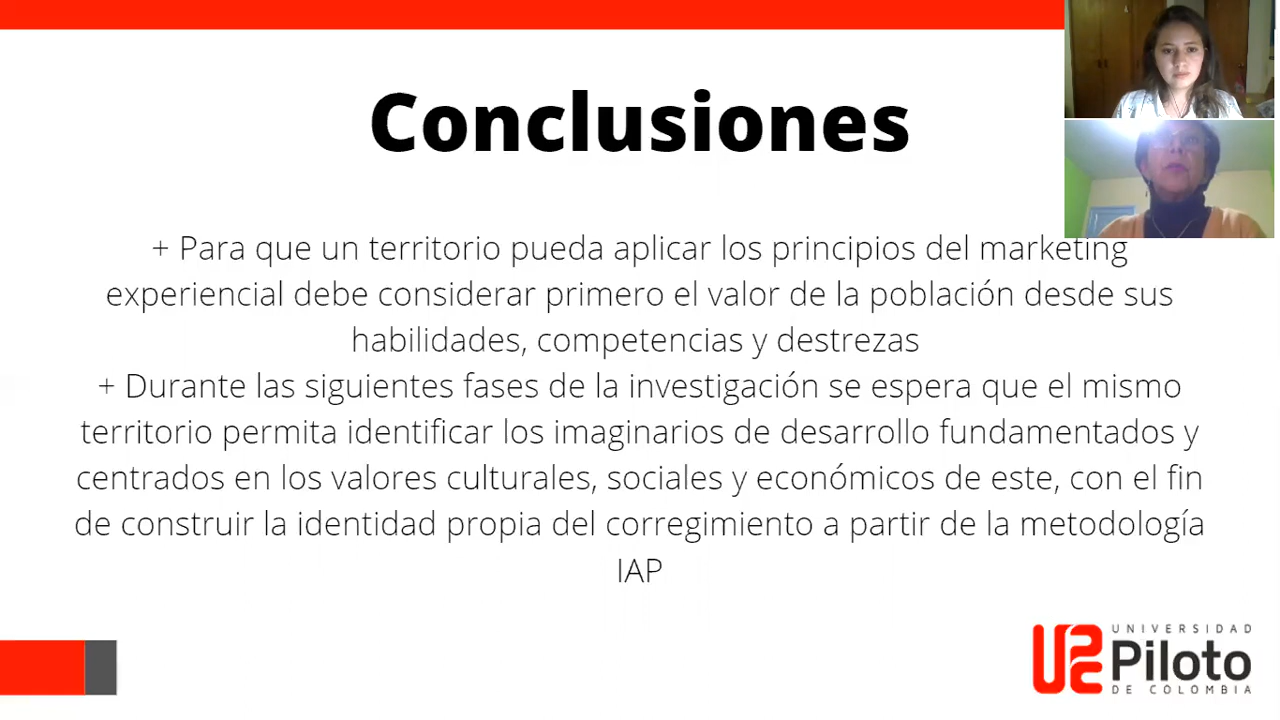 Conclusiones
+ Para que un territorio pueda aplicar los principios del marketing
experiencial debe considerar primero el valor de la población desde sus
habilidades, competencias y destrezas
+ Durante las siguientes fases de la investigación se espera que el mismo
territorio permita identificar los imaginarios de desarrollo fundamentados y
centrados en los valores culturales, sociales y económicos de este, con el fin
de construir la identidad propia del corregimiento a partir de la metodología
IAP
UNIVERSIDAD
Piloto
DE COLOMBIA